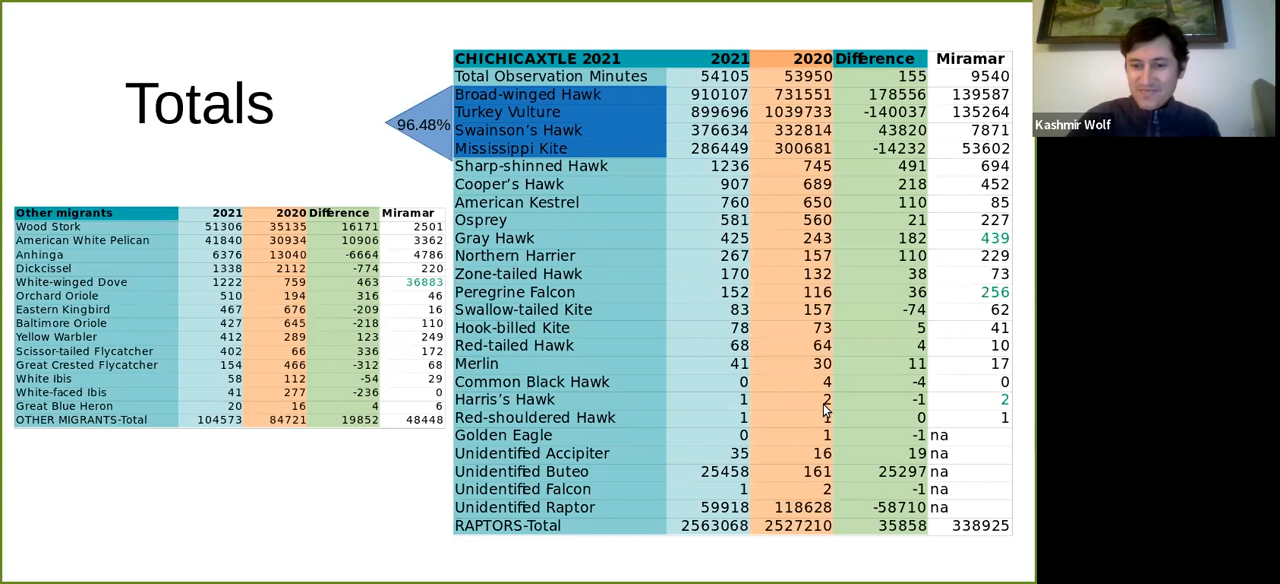 Totals
96.48%
Other migrants 2021 2020 Difference Miramar
Wood Stork 51306 35135 16171 2501
American White Pelican 41840 30934 10906 3362
Anhinga 6376 13040 -6664 4786
Dickcissel 1338 2112 -774 220
White-winged Dove 1222 759 463 36883
Orchard Oriole 510 194 316 46
Eastern Kingbird 467 676 -209 16
Baltimore Oriole 427 645 -218 110
Yellow Warbler 412 289 123 249
Scissor-tailed Flycatcher 402 66 336 172
Great Crested Flycatcher 154 466 -312 68
White Ibis 58 112 -54 29
White-faced Ibis 41 277 -236 0
Great Blue Heron 20 16 4 6
OTHER MIGRANTS-Total 104573 84721 19852 48448
CHICHICAXTLE 2021 2021 2020 Difference Miramar
Total Observation Minutes 54105 53950 155 9540
Broad-winged Hawk 910107 731551 178556 139587
Turkey Vulture 899696 1039733 -140037 135264
Swainson's Hawk 376634 332814 43820 7871
Mississippi Kite 286449 300681 -14232 53602
Sharp-shinned Hawk 1236 745 491 694
Cooper's Hawk 907 689 218 452
American Kestrel 760 650 110 85
Osprey 581 560 21 227
Gray Hawk 425 243 182 439
Northern Harrier 267 157 110 229
Zone-tailed Hawk 170 132 38 73
Peregrine Falcon 152 116 36 256
Swallow-tailed Kite 83 157 -74 62
Hook-billed Kite 78 73 5 41
Red-tailed Hawk 68 64 4 10
Merlin 41 30 11 17
Common Black Hawk 0 4 -4 0
Harris's Hawk 1 2 -1 2
Red-shouldered Hawk 1 1 0 1
Golden Eagle 0 1 -1 na
Unidentified Accipiter 35 16 19 na
Unidentified Buteo 25458 161 25297 na
Unidentified Falcon 1 2 -1 na
Unidentified Raptor 59918 118628 -58710 na
RAPTORS-Total 2563068 2527210 35858 338925
Kashmir Wolf